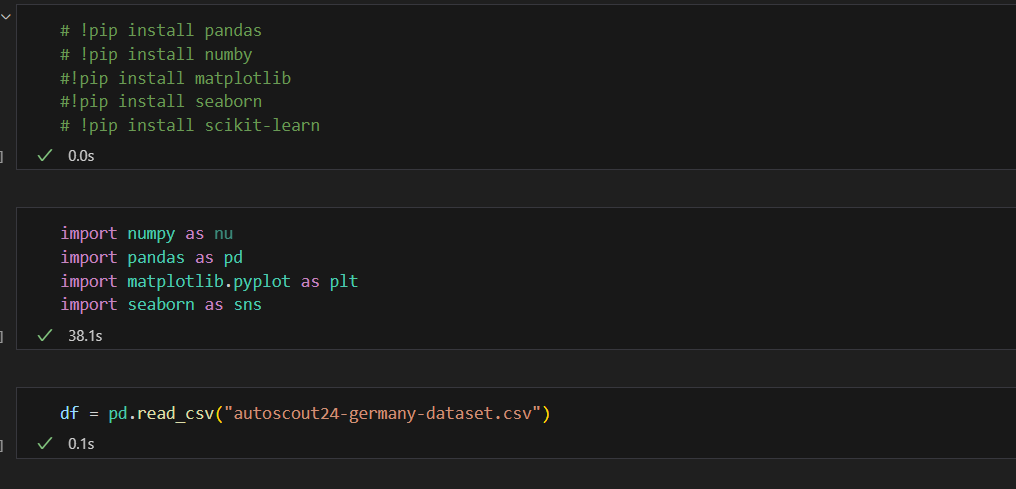 # !pip install pandas
# !pip install numby
#!pip install matplotlib
#!pip install seaborn
# !pip install scikit-learn
0.0s
import numpy as nu
import pandas as pd
import matplotlib.pyplot as plt
import seaborn as sns
38.1s
df = pd.read_csv("autoscout24-germany-dataset.csv")
0.1s